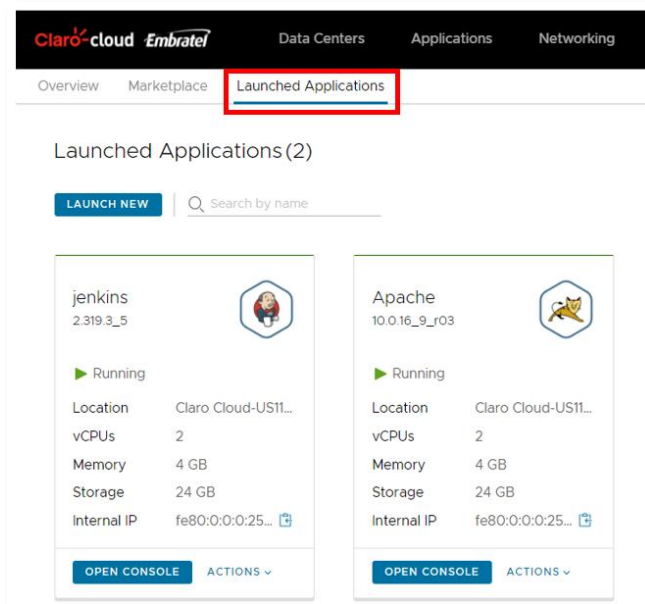 Claro-cloud Embratel Data Centers Applications Networking
Overview Marketplace Launched Applications
Launched Applications (2)
LAUNCH NEW Search by name
jenkins
2.319.3_5
Running
Location Claro Cloud-US11...
vCPUs 2
Memory 4 GB
Storage 24 GB
Internal IP fe80:0:0:0:25...
OPEN CONSOLE ACTIONS
Apache
10.0.16_9_r03
Running
Location Claro Cloud-US11...
vCPUs 2
Memory 4 GB
Storage 24 GB
Internal IP fe80:0:0:0:25...
OPEN CONSOLE ACTIONS